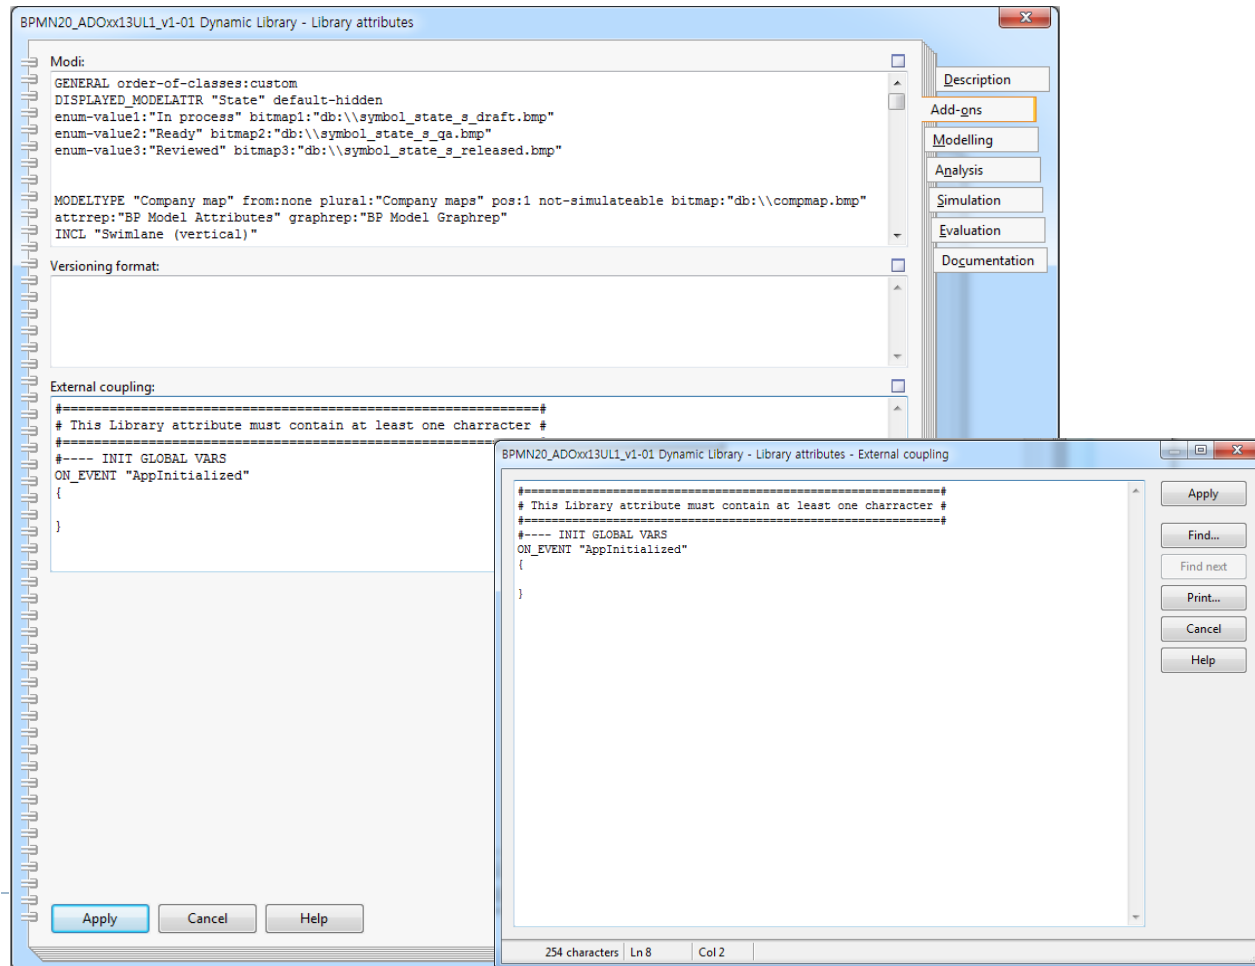 BPMN20_ADOxx13UL1_v1-01 Dynamic Library - Library attributes
Modi:
GENERAL order-of-classes:custom
DISPLAYED_MODELATTR "State" default-hidden
enum-value1:"In process" bitmap1:"db:\\symbol_state_s_draft.bmp"
enum-value2:"Ready" bitmap2:"db:\\symbol_state_s_qa.bmp"
enum-value3:"Reviewed" bitmap3:"db:\\symbol_state_s_released.bmp"
MODELTYPE "Company map" from:none plural:"Company maps" pos:1 not-simulateable bitmap:"db:\\compmap.bmp"
attrrep:"BP Model Attributes" graphrep:"BP Model Graphrep"
INCL "Swimlane (vertical)"
Description
Add-ons
Modelling
Analysis
Simulation
Evaluation
Documentation
Versioning format:
External coupling:
#=============================================================#
# This Library attribute must contain at least one charracter #
#=============================================================#
#---- INIT GLOBAL VARS
ON_EVENT "AppInitialized"
{
}
Apply
Cancel
Help
BPMN20_ADOxx13UL1_v1-01 Dynamic Library - Library attributes - External coupling
#=============================================================#
# This Library attribute must contain at least one charracter #
#=============================================================#
#---- INIT GLOBAL VARS
ON_EVENT "AppInitialized"
{
}
Apply
Find...
Find next
Print...
Cancel
Help
254 characters Ln 8 Col 2